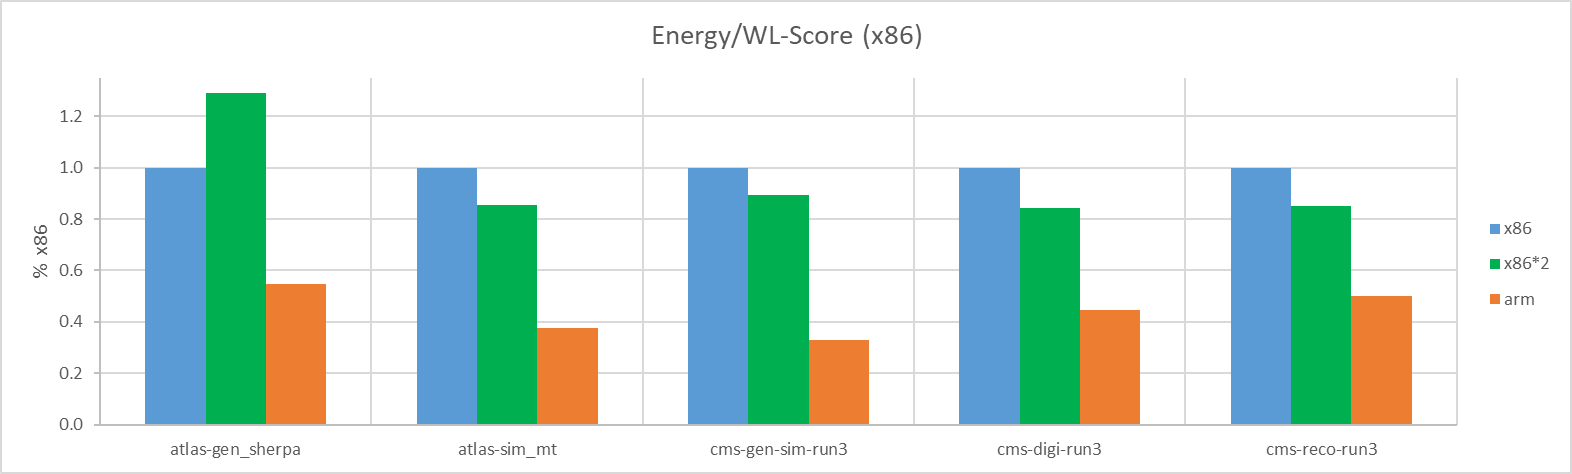 Energy/WL-Score (x86)
% x86
1.2
1.0
0.8
0.6
0.4
0.2
0.0
atlas-gen_sherpa
atlas-sim_mt
cms-gen-sim-run3
cms-digi-run3
cms-reco-run3
x86
x86*2
arm